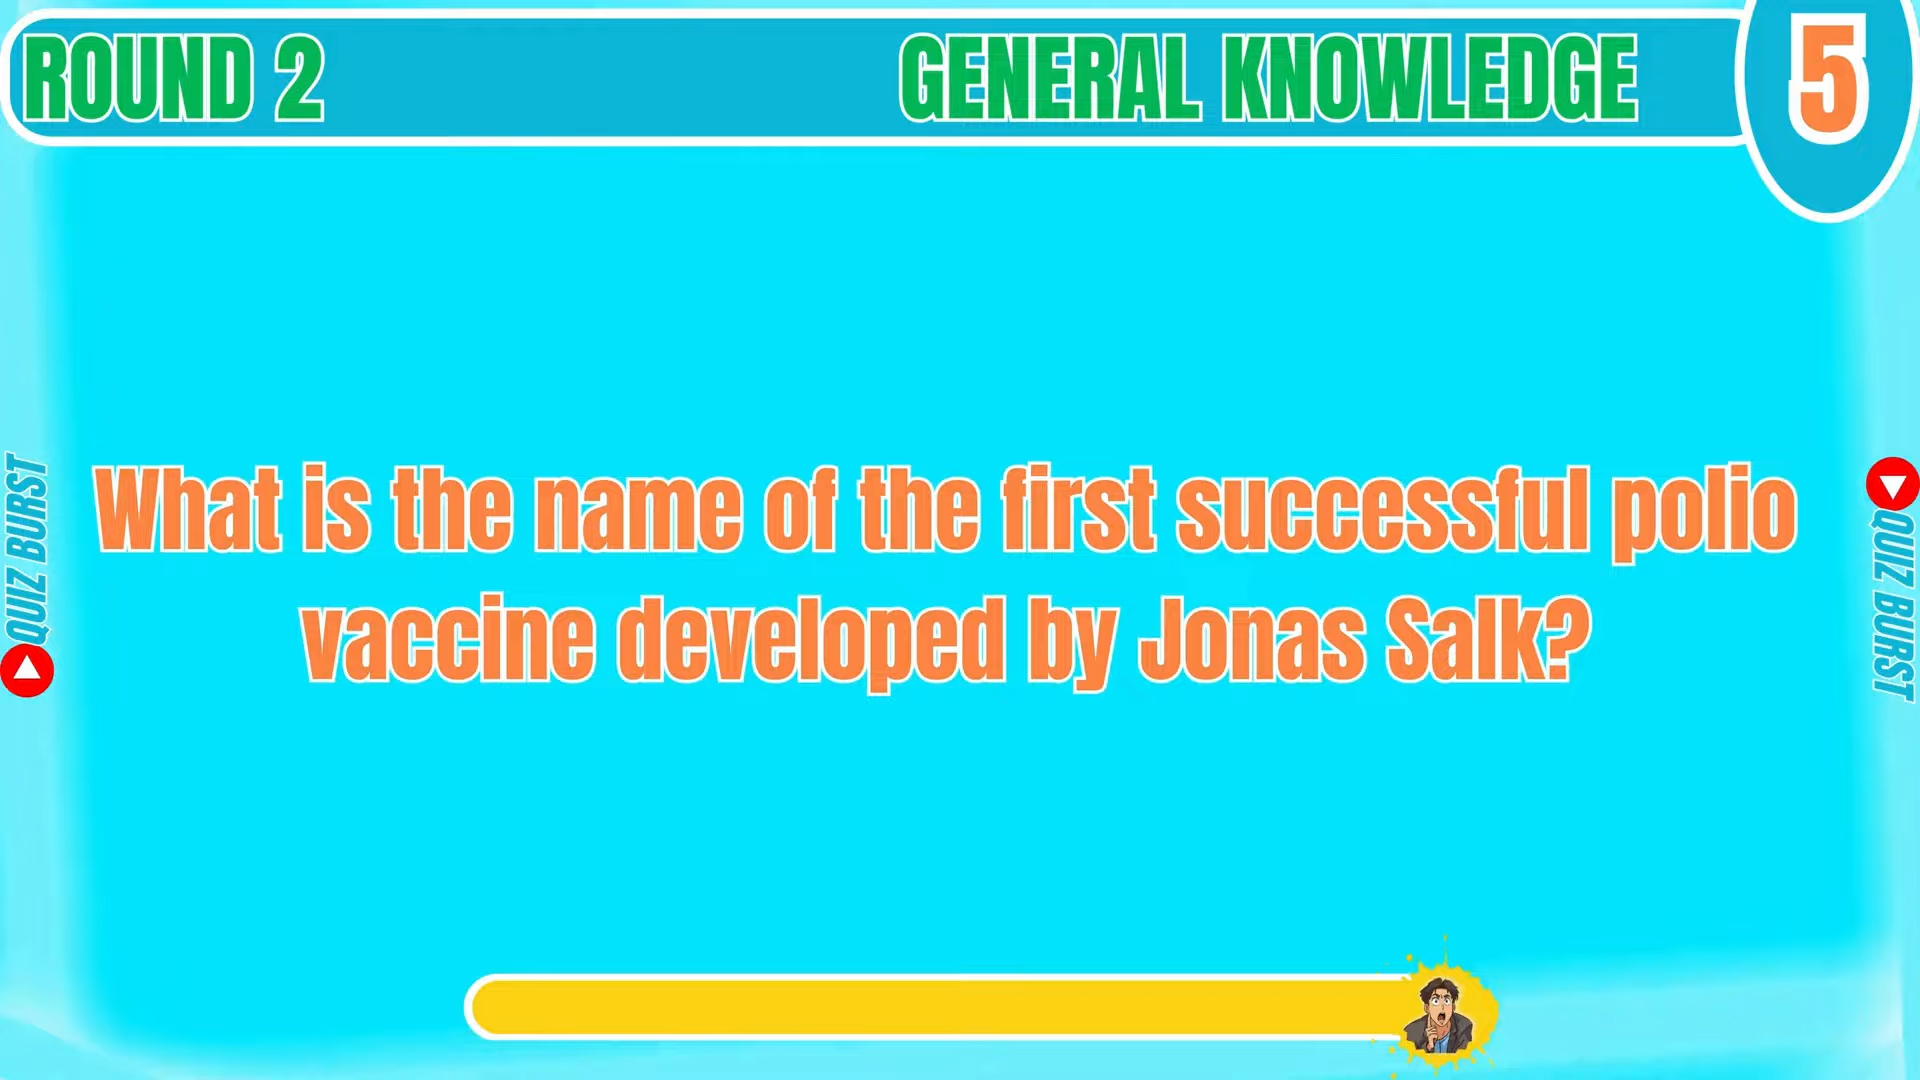 ROUND 2
GENERAL KNOWLEDGE
5
What is the name of the first successful polio
vaccine developed by Jonas Salk?
QUIZ BURST
QUIZ BURST